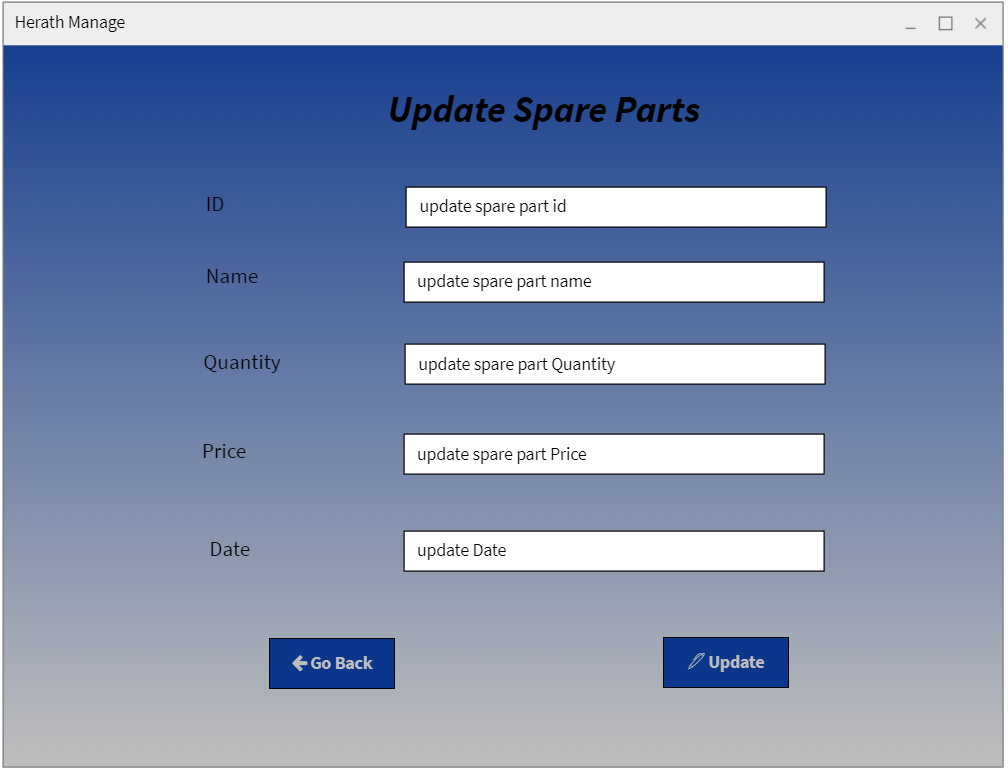 Herath Manage
Update Spare Parts
ID
update spare part id
Name
update spare part name
Quantity
update spare part Quantity
Price
update spare part Price
Date
update Date
Go Back
Update